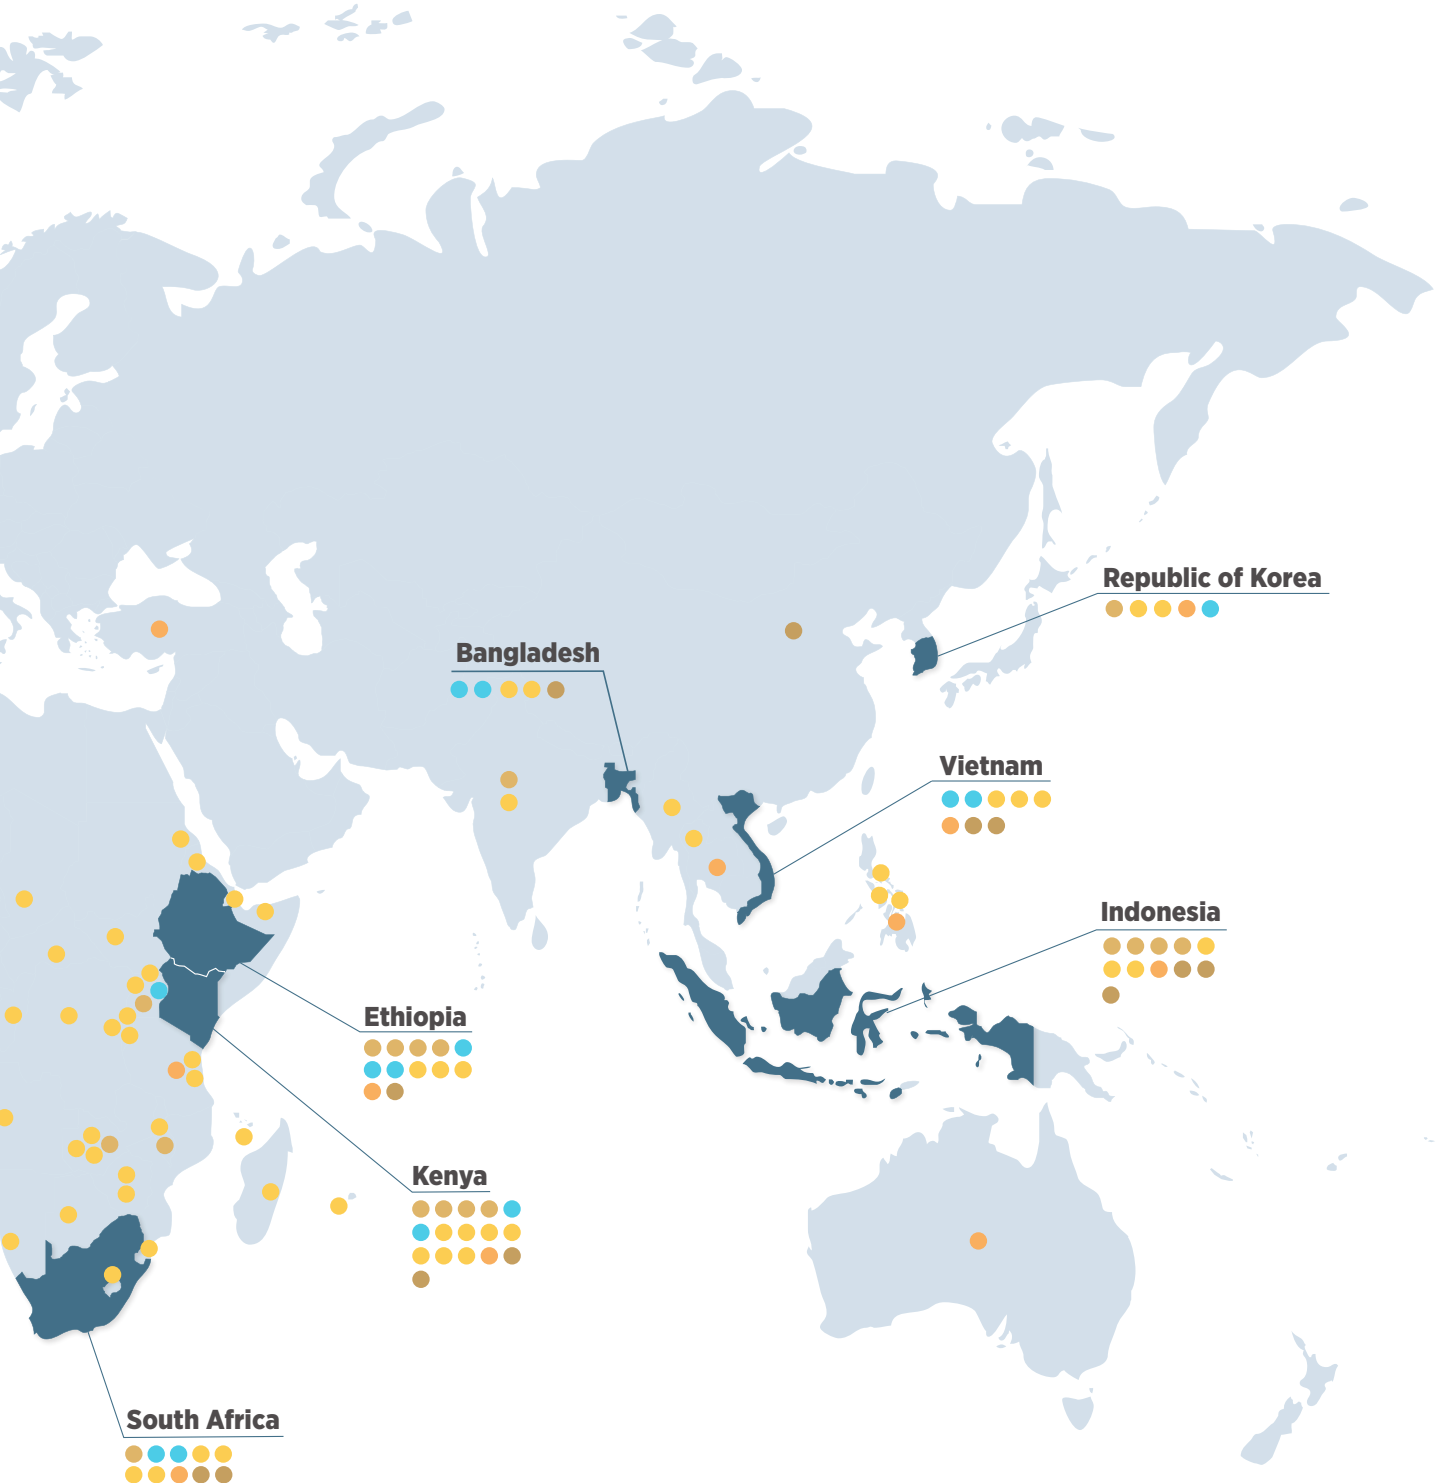 Republic of Korea
Bangladesh
Vietnam
Indonesia
Ethiopia
Kenya
South Africa